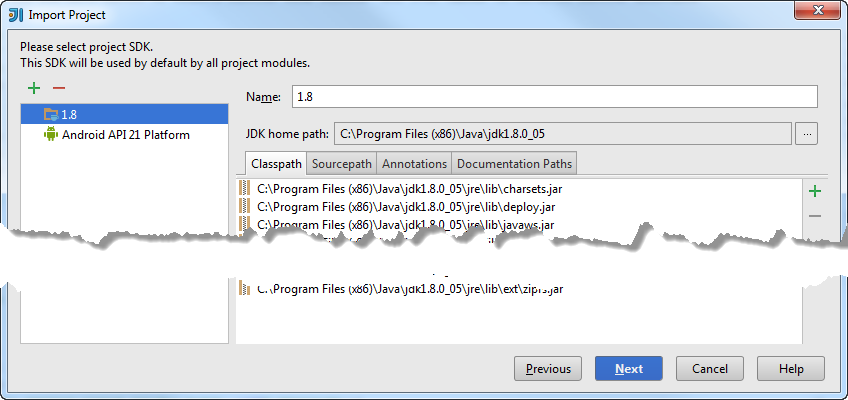 Import Project
Please select project SDK.
This SDK will be used by default by all project modules.
1.8
Android API 21 Platform
Name: 1.8
JDK home path: C:\Program Files (x86)\Java\jdk1.8.0_05 ...
Classpath Sourcepath Annotations Documentation Paths
C:\Program Files (x86)\Java\jdk1.8.0_05\jre\lib\charsets.jar
C:\Program Files (x86)\Java\jdk1.8.0_05\jre\lib\deploy.jar
C:\Program Files (x86)\Java\jdk1.8.0_05\jre\lib\javaws.jar
C:\Program Files (x86)\Java\jdk1.8.0_05\jre\lib\ext\zipfs.jar
Previous Next Cancel Help